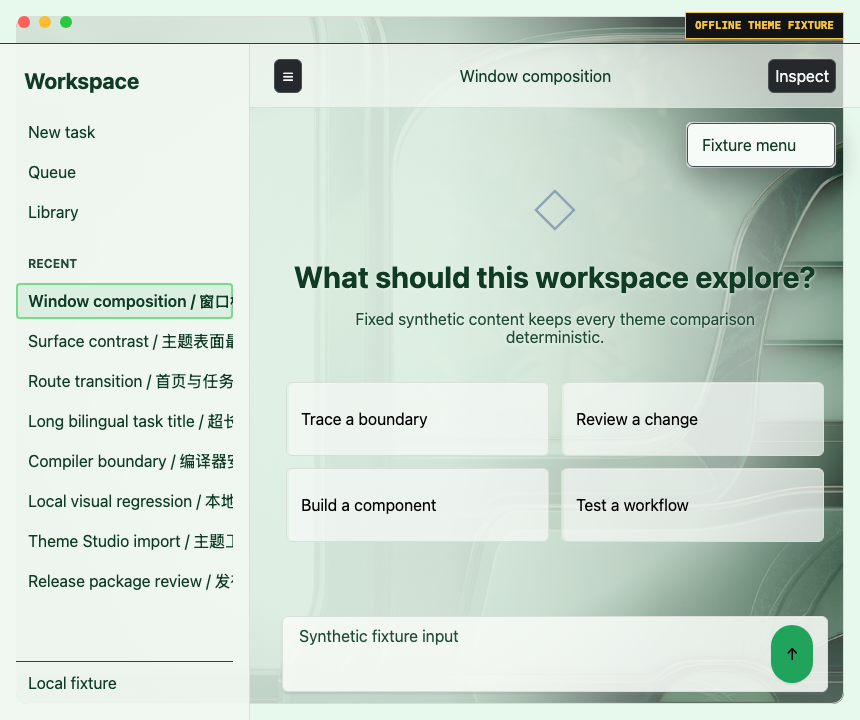 OFFLINE THEME FIXTURE
Workspace
Window composition
Inspect
Fixture menu
New task
Queue
Library
RECENT
Window composition / 窗口
Surface contrast / 主题表面
Route transition / 首页与任务
Long bilingual task title / 超
Compiler boundary / 编译器
Local visual regression / 本地
Theme Studio import / 主题
Release package review / 发
Local fixture
What should this workspace explore?
Fixed synthetic content keeps every theme comparison
deterministic.
Trace a boundary
Review a change
Build a component
Test a workflow
Synthetic fixture input